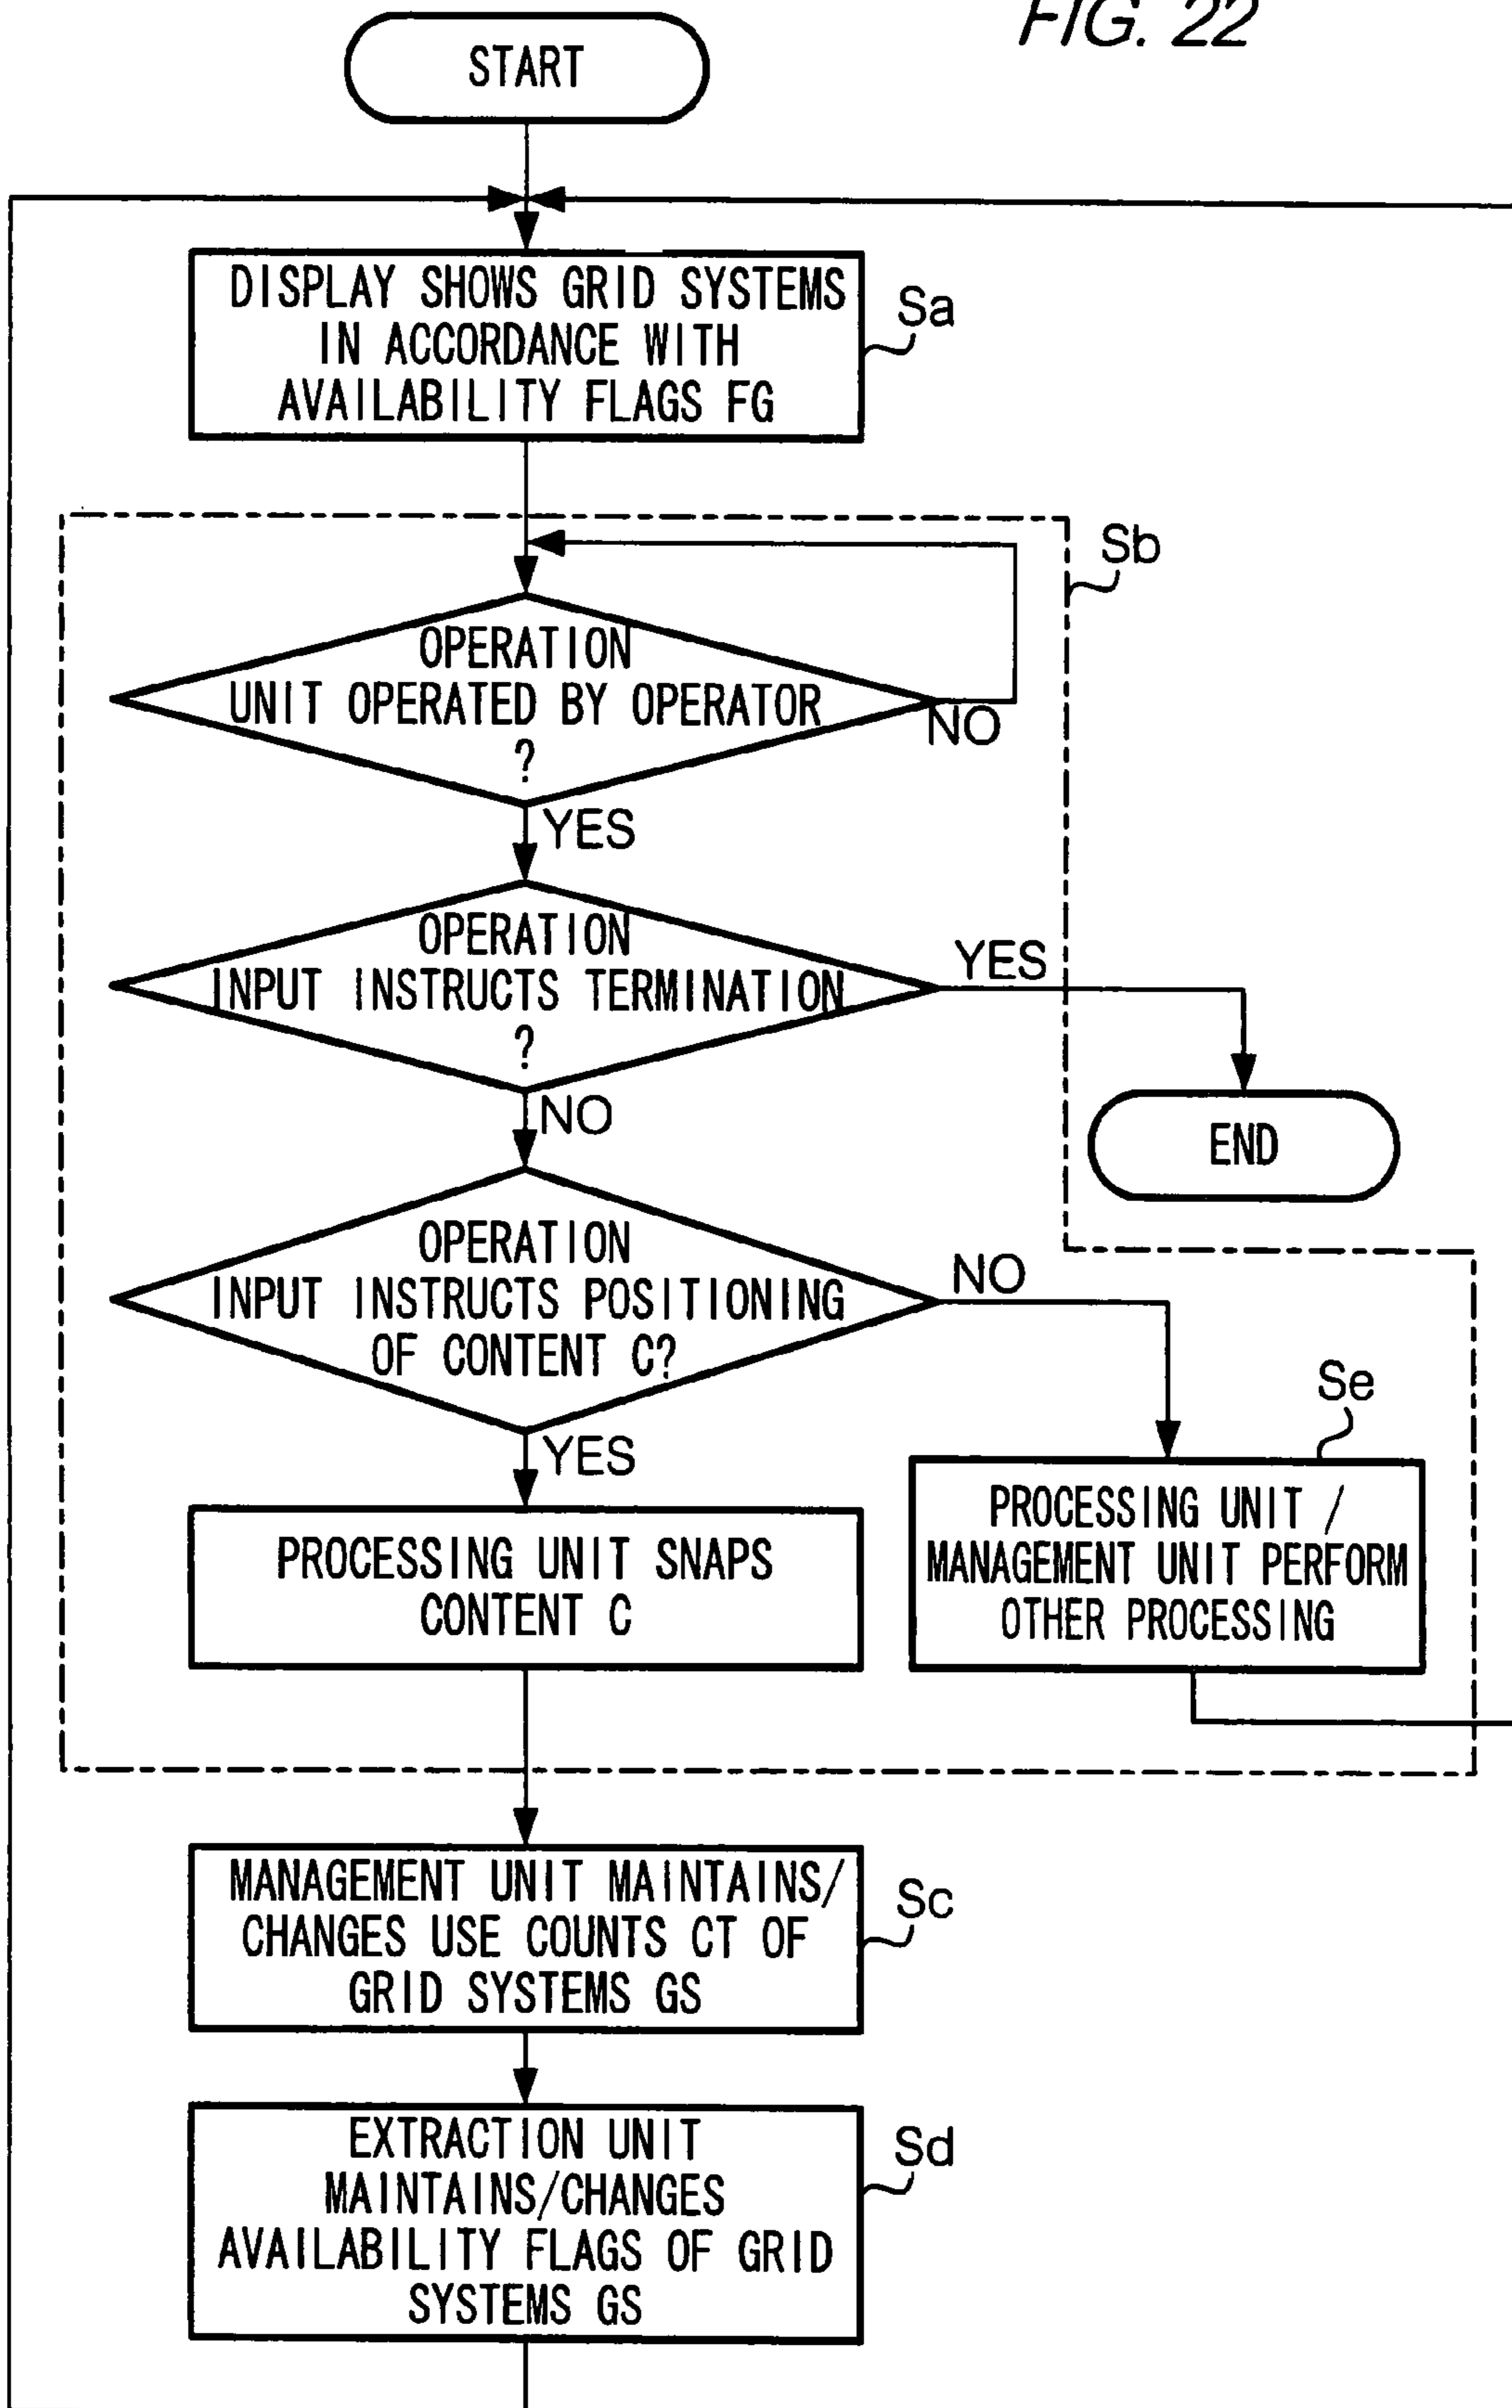 FIG. 22
START
DISPLAY SHOWS GRID SYSTEMS
IN ACCORDANCE WITH
AVAILABILITY FLAGS FG
Sa
Sb
OPERATION
UNIT OPERATED BY OPERATOR
?
NO
YES
OPERATION
INPUT INSTRUCTS TERMINATION
?
YES
NO
END
OPERATION
INPUT INSTRUCTS POSITIONING
OF CONTENT C?
NO
YES
Se
PROCESSING UNIT SNAPS
CONTENT C
PROCESSING UNIT /
MANAGEMENT UNIT PERFORM
OTHER PROCESSING
MANAGEMENT UNIT MAINTAINS/
CHANGES USE COUNTS CT OF
GRID SYSTEMS GS
Sc
EXTRACTION UNIT
MAINTAINS/CHANGES
AVAILABILITY FLAGS OF GRID
SYSTEMS GS
Sd